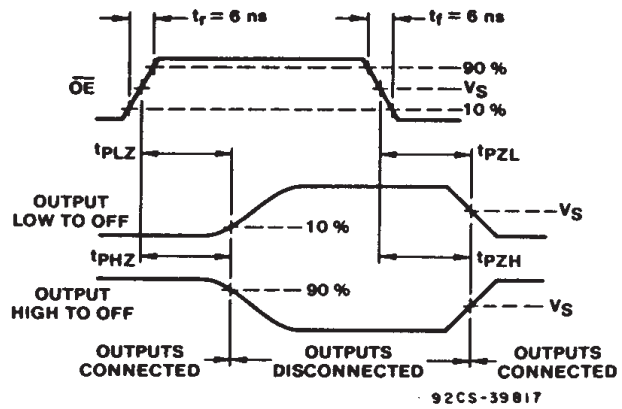 tr = 6 ns
tf = 6 ns
90 %
OE
VS
10 %
tPLZ
tPZL
OUTPUT
LOW TO OFF
VS
10 %
tPHZ
tPZH
OUTPUT
HIGH TO OFF
90 %
VS
OUTPUTS
CONNECTED
OUTPUTS
DISCONNECTED
OUTPUTS
CONNECTED
92CS-39817